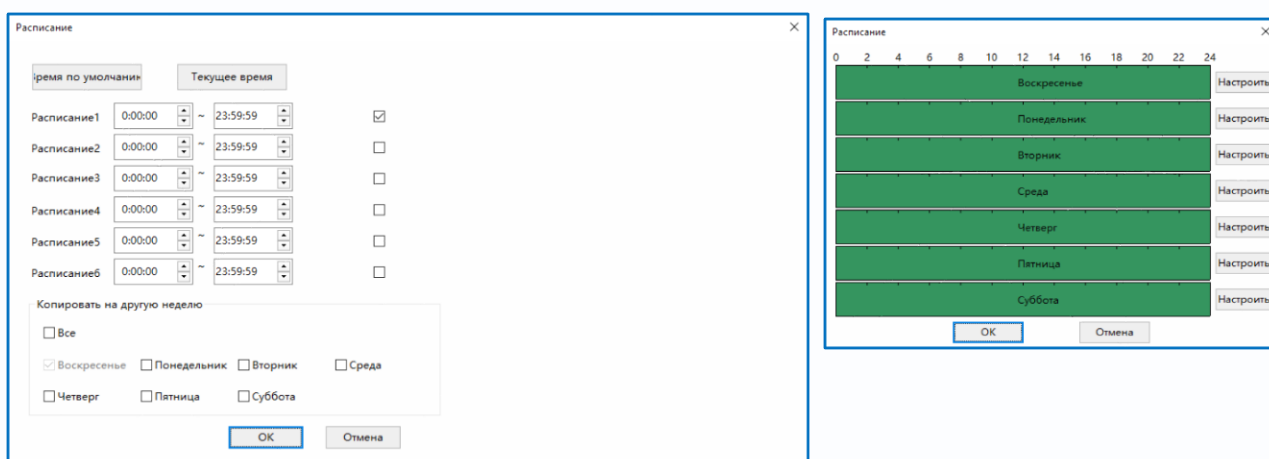 Расписание
ремя по умолчани Текущее время
Расписание1 0:00:00 ~ 23:59:59
Расписание2 0:00:00 ~ 23:59:59
Расписание3 0:00:00 ~ 23:59:59
Расписание4 0:00:00 ~ 23:59:59
Расписание5 0:00:00 ~ 23:59:59
Расписание6 0:00:00 ~ 23:59:59
Копировать на другую неделю
Все
Воскресенье Понедельник Вторник Среда
Четверг Пятница Суббота
OK Отмена
Расписание
0 2 4 6 8 10 12 14 16 18 20 22 24
Воскресенье Настроить
Понедельник Настроить
Вторник Настроить
Среда Настроить
Четверг Настроить
Пятница Настроить
Суббота Настроить
OK Отмена